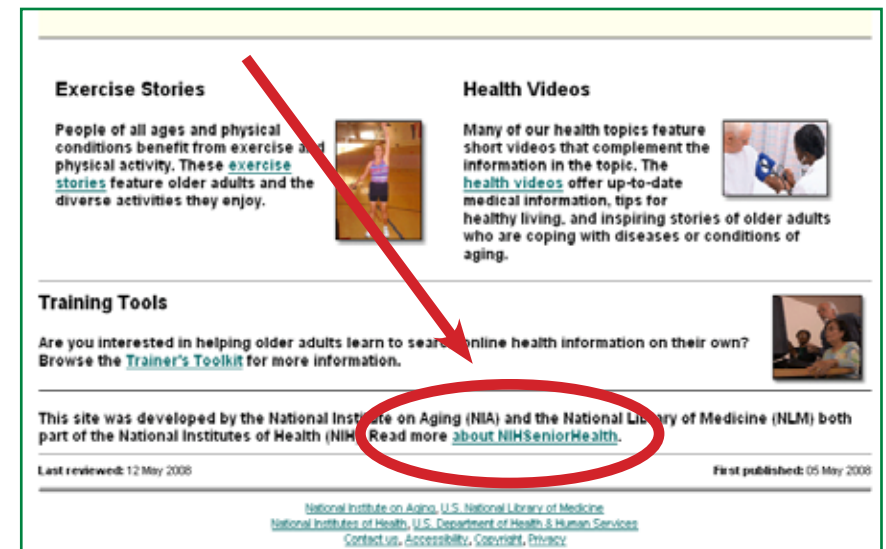 Exercise Stories
People of all ages and physical
conditions benefit from exercise and
physical activity. These exercise
stories feature older adults and the
diverse activities they enjoy.
Health Videos
Many of our health topics feature
short videos that complement the
information in the topic. The
health videos offer up-to-date
medical information, tips for
healthy living, and inspiring stories of older adults
who are coping with diseases or conditions of
aging.
Training Tools
Are you interested in helping older adults learn to search online health information on their own?
Browse the Trainer's Toolkit for more information.
This site was developed by the National Institute on Aging (NIA) and the National Library of Medicine (NLM) both
part of the National Institutes of Health (NIH). Read more about NIHSeniorHealth.
Last reviewed: 12 May 2008
First published: 05 May 2008
National Institute on Aging, U.S. National Library of Medicine
National Institutes of Health, U.S. Department of Health & Human Services
Contact us, Accessibility, Copyright, Privacy